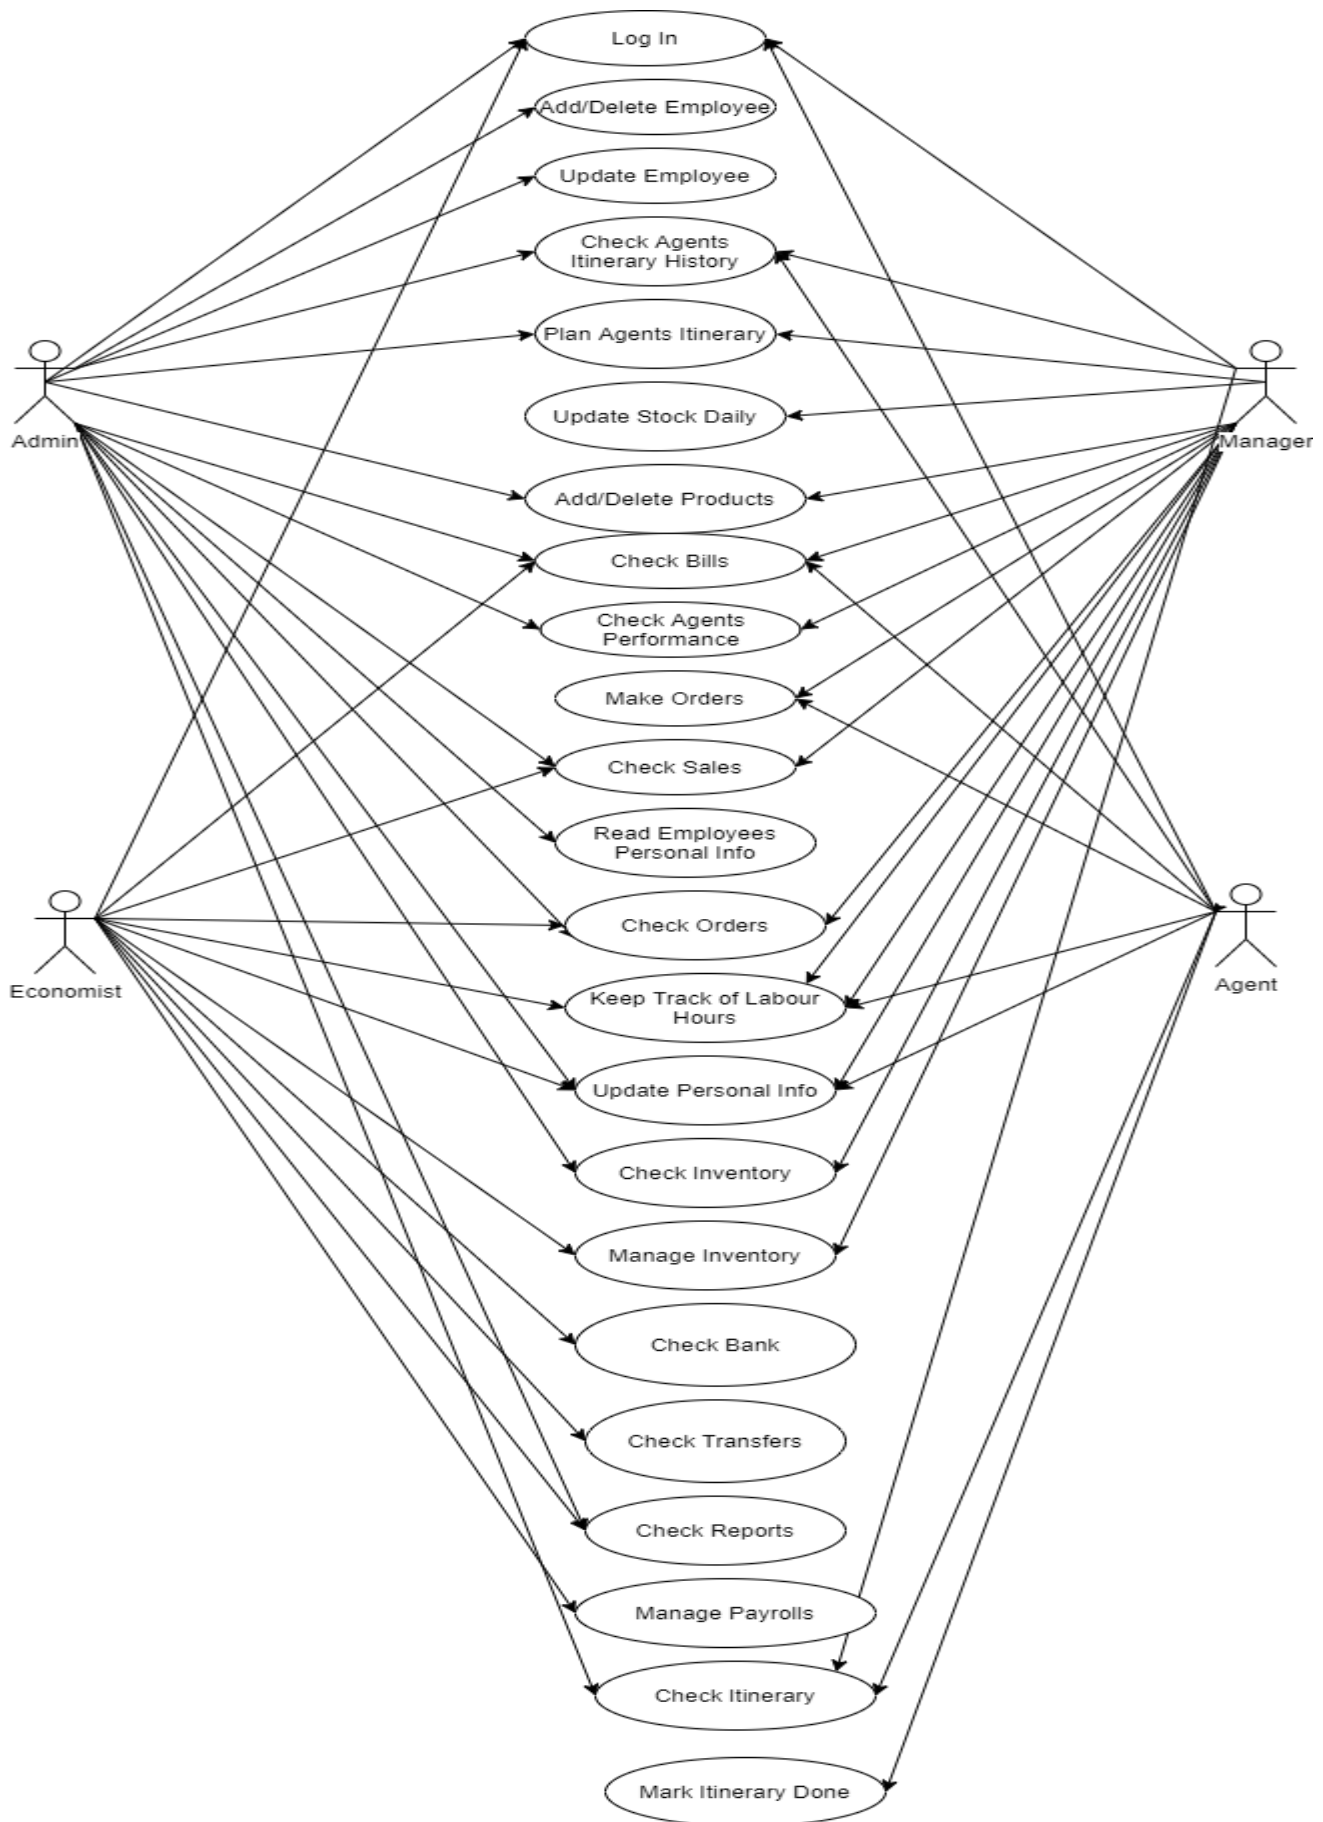 Log In
Add/Delete Employee
Update Employee
Check Agents
Itinerary History
Plan Agents Itinerary
Update Stock Daily
Admin
Manager
Add/Delete Products
Check Bills
Check Agents
Performance
Make Orders
Check Sales
Read Employees
Personal Info
Check Orders
Economist
Agent
Keep Track of Labour
Hours
Update Personal Info
Check Inventory
Manage Inventory
Check Bank
Check Transfers
Check Reports
Manage Payrolls
Check Itinerary
Mark Itinerary Done